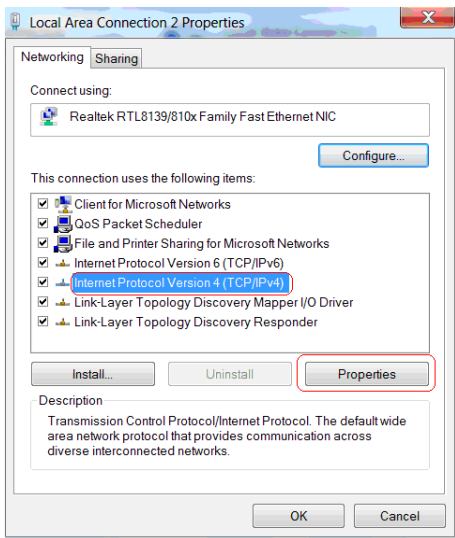 Local Area Connection 2 Properties
Networking
Sharing
Connect using:
Realtek RTL8139/810x Family Fast Ethernet NIC
Configure...
This connection uses the following items:
Client for Microsoft Networks
QoS Packet Scheduler
File and Printer Sharing for Microsoft Networks
Internet Protocol Version 6 (TCP/IPv6)
Internet Protocol Version 4 (TCP/IPv4)
Link-Layer Topology Discovery Mapper I/O Driver
Link-Layer Topology Discovery Responder
Install...
Uninstall
Properties
Description
Transmission Control Protocol/Internet Protocol. The default wide
area network protocol that provides communication across
diverse interconnected networks.
OK
Cancel